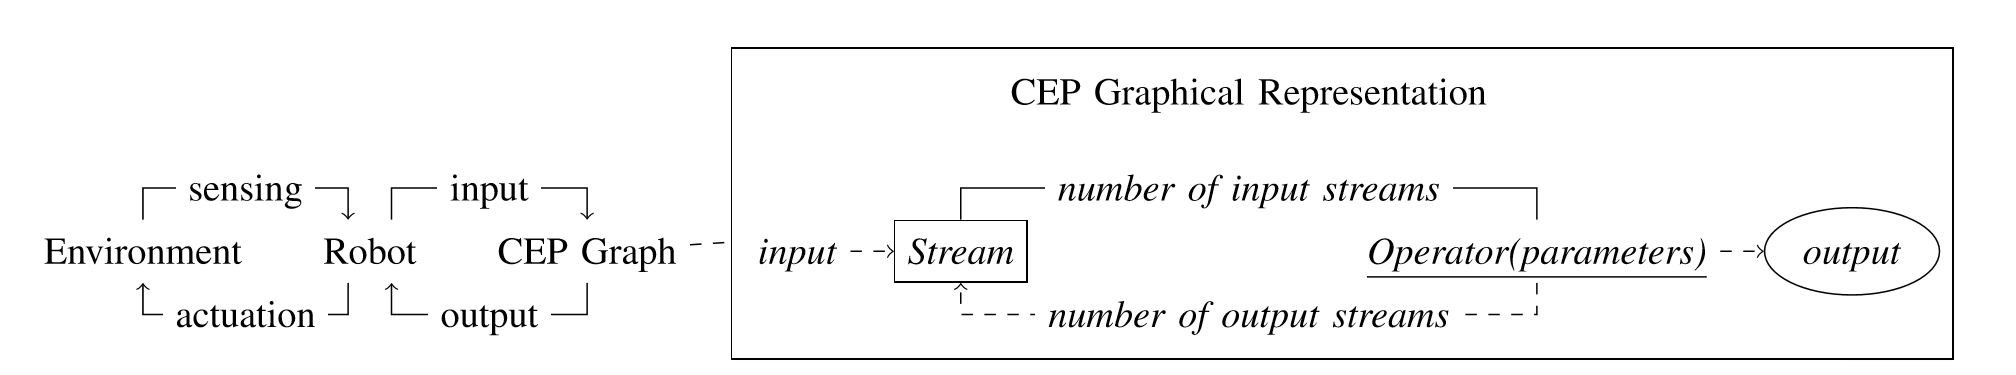 CEP Graphical Representation
sensing input number of input streams
Environment Robot CEP Graph input Stream Operator(parameters) output
actuation output number of output streams